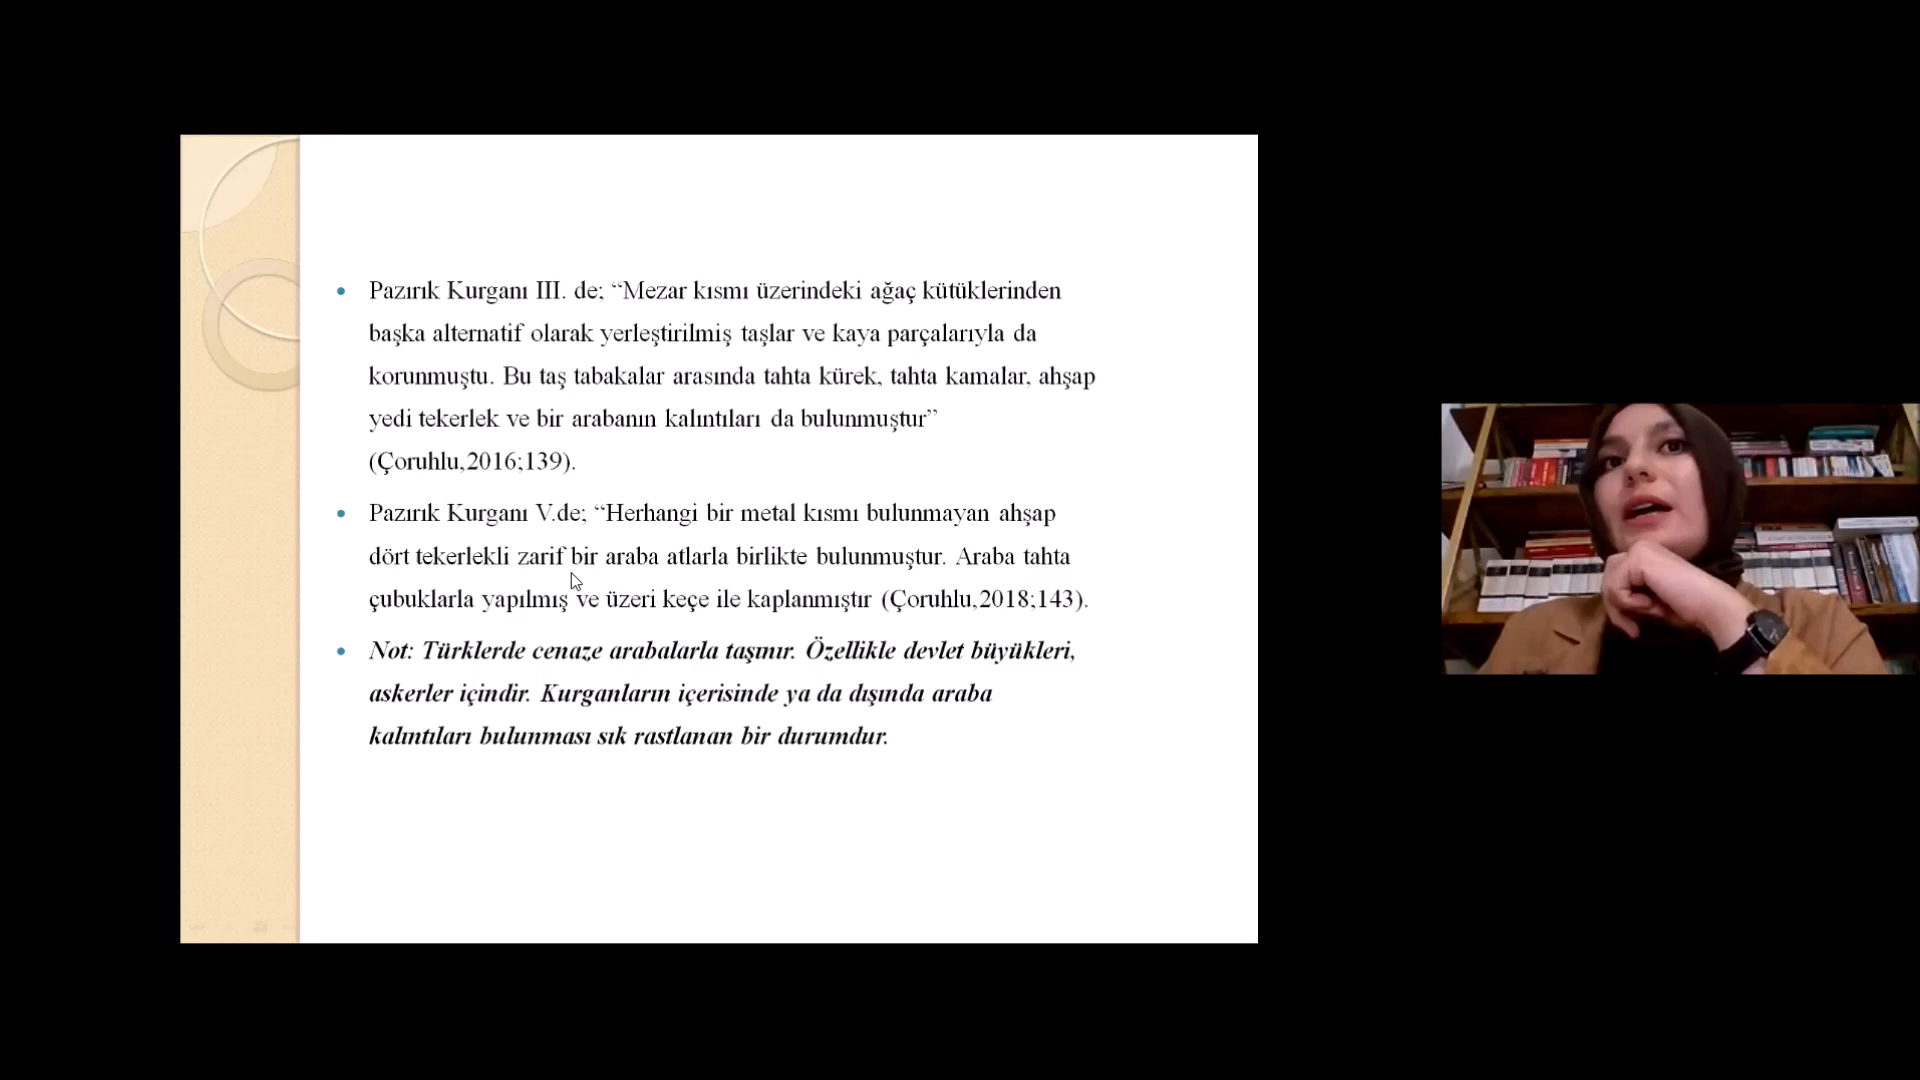 Pazırık Kurganı III. de; “Mezar kısmı üzerindeki ağaç kütüklerinden
başka alternatif olarak yerleştirilmiş taşlar ve kaya parçalarıyla da
korunmuştu. Bu taş tabakalar arasında tahta kürek, tahta kamalar, ahşap
yedi tekerlek ve bir arabanın kalıntıları da bulunmuştur”
(Çoruhlu,2016;139).
Pazırık Kurganı V.de; “Herhangi bir metal kısmı bulunmayan ahşap
dört tekerlekli zarif bir araba atlarla birlikte bulunmuştur. Araba tahta
çubuklarla yapılmış ve üzeri keçe ile kaplanmıştır (Çoruhlu,2018;143).
Not: Türklerde cenaze arabalarla taşınır. Özellikle devlet büyükleri,
askerler içindir. Kurganların içerisinde ya da dışında araba
kalıntıları bulunması sık rastlanan bir durumdur.